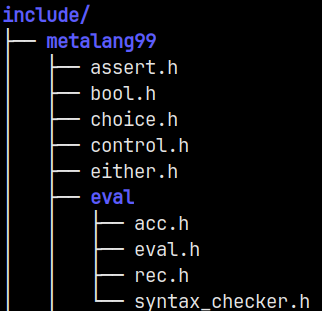 include/
├── metalang99
│   ├── assert.h
│   ├── bool.h
│   ├── choice.h
│   ├── control.h
│   ├── either.h
│   ├── eval
│   │   ├── acc.h
│   │   ├── eval.h
│   │   ├── rec.h
│   │   └── syntax_checker.h